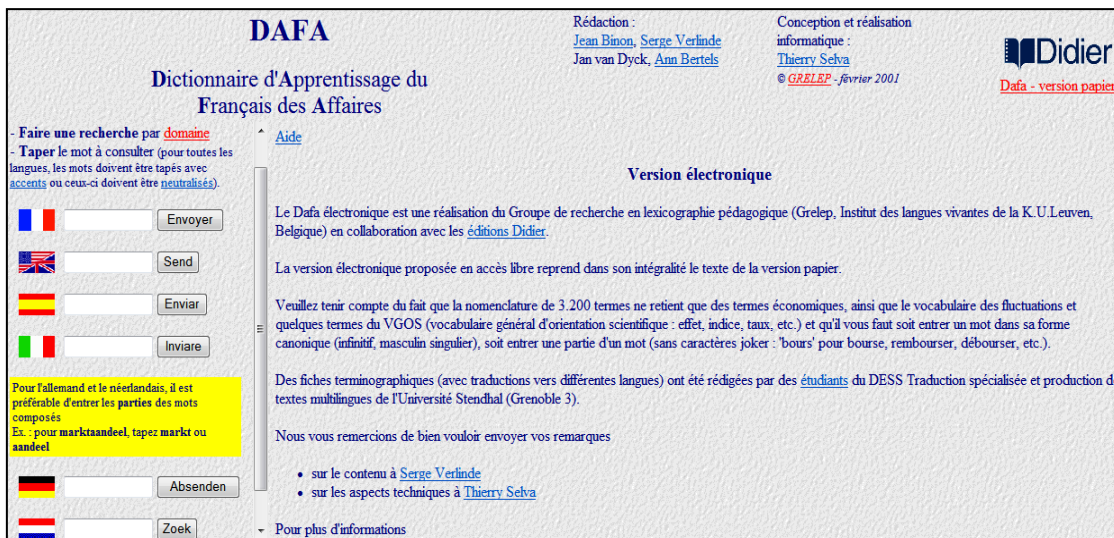 DAFA
Dictionnaire d'Apprentissage du
Français des Affaires
Rédaction :
Jean Binon, Serge Verlinde
Jan van Dyck, Ann Bertels
Conception et réalisation
informatique :
Thierry Selva
© GRELEP - février 2001
Didier
Dafa - version papier
- Faire une recherche par domaine
- Taper le mot à consulter (pour toutes les
langues, les mots doivent être tapés avec
accents ou ceux-ci doivent être neutralisés).
Envoyer
Send
Enviar
Inviare
Pour l'allemand et le néerlandais, il est
préférable d'entrer les parties des mots
composés
Ex. : pour marktaandeel, tapez markt ou
aandeel
Absenden
Zoek
Aide
Version électronique
Le Dafa électronique est une réalisation du Groupe de recherche en lexicographie pédagogique (Grelep, Institut des langues vivantes de la K.U.Leuven,
Belgique) en collaboration avec les éditions Didier.
La version électronique proposée en accès libre reprend dans son intégralité le texte de la version papier.
Veuillez tenir compte du fait que la nomenclature de 3.200 termes ne retient que des termes économiques, ainsi que le vocabulaire des fluctuations et
quelques termes du VGOS (vocabulaire général d'orientation scientifique : effet, indice, taux, etc.) et qu'il vous faut soit entrer un mot dans sa forme
canonique (infinitif, masculin singulier), soit entrer une partie d'un mot (sans caractères joker : 'bours' pour bourse, rembourser, débourser, etc.).
Des fiches terminographiques (avec traductions vers différentes langues) ont été rédigées par des étudiants du DESS Traduction spécialisée et production de
textes multilingues de l'Université Stendhal (Grenoble 3).
Nous vous remercions de bien vouloir envoyer vos remarques
• sur le contenu à Serge Verlinde
• sur les aspects techniques à Thierry Selva
Pour plus d'informations